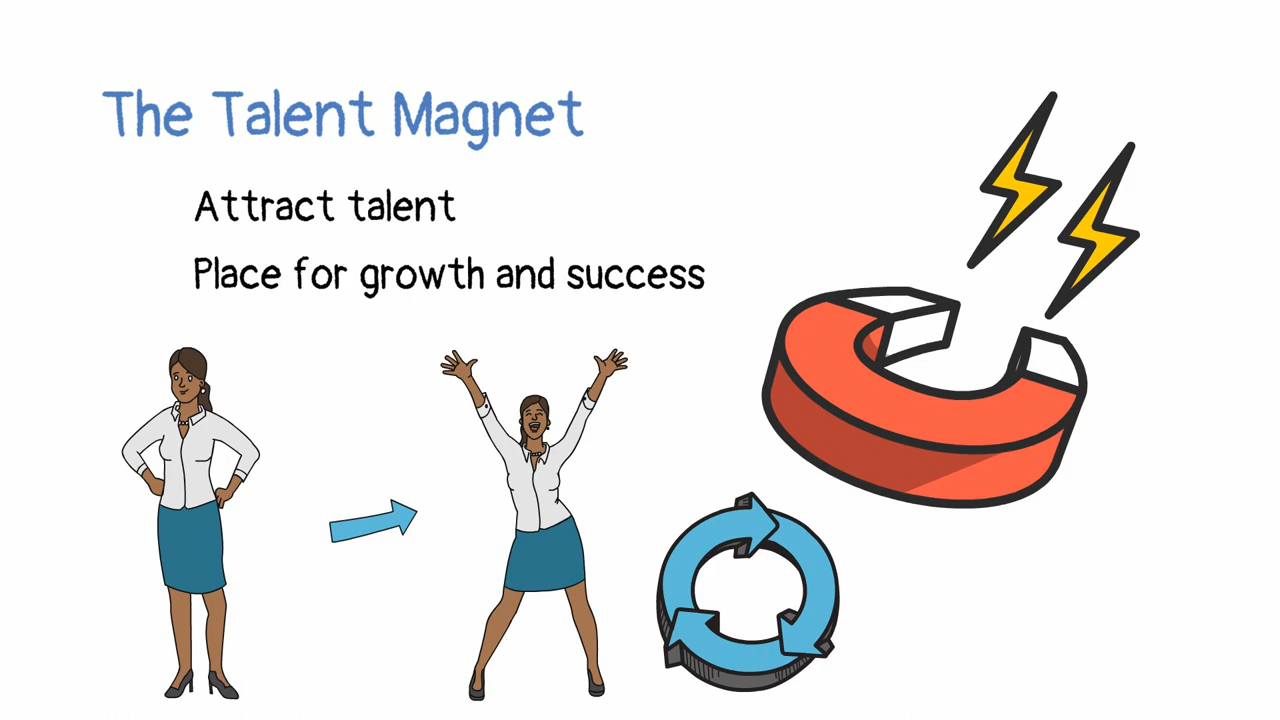 The Talent Magnet
Attract talent
Place for growth and success